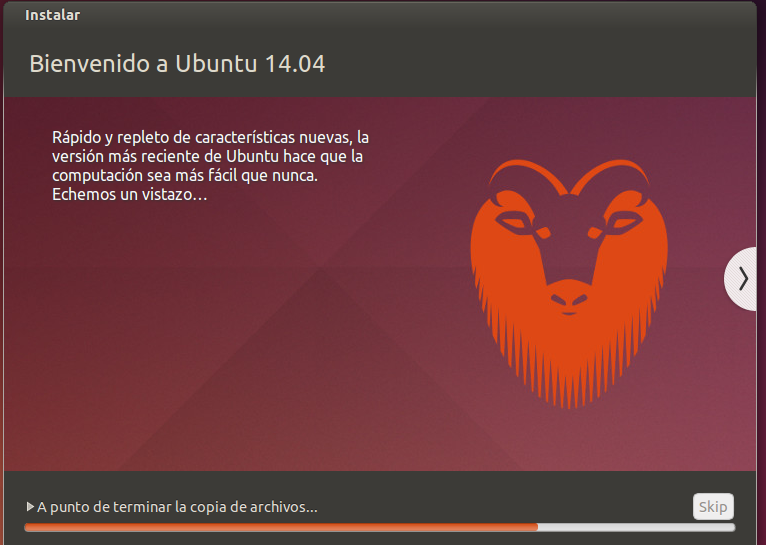 Instalar
Bienvenido a Ubuntu 14.04
Rápido y repleto de características nuevas, la
versión más reciente de Ubuntu hace que la
computación sea más fácil que nunca.
Echemos un vistazo…
A punto de terminar la copia de archivos...
Skip